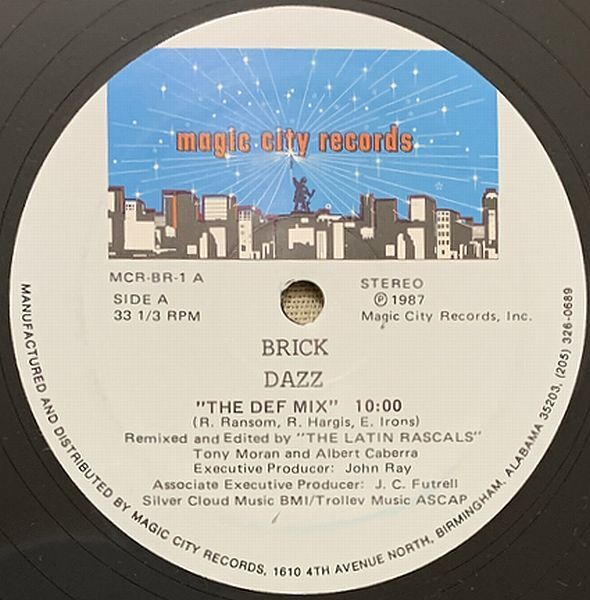 magic city records
MCR-BR-1 A
SIDE A
33 1/3 RPM
STEREO
℗ 1987
Magic City Records, Inc.
BRICK
DAZZ
"THE DEF MIX" 10:00
(R. Ransom, R. Hargis, E. Irons)
Remixed and Edited by "THE LATIN RASCALS"
Tony Moran and Albert Caberra
Executive Producer: John Ray
Associate Executive Producer: J. C. Futrell
Silver Cloud Music BMI/Trolley Music ASCAP
MANUFACTURED AND DISTRIBUTED BY MAGIC CITY RECORDS, 1610 4TH AVENUE NORTH, BIRMINGHAM, ALABAMA 35203, (205) 326-0689